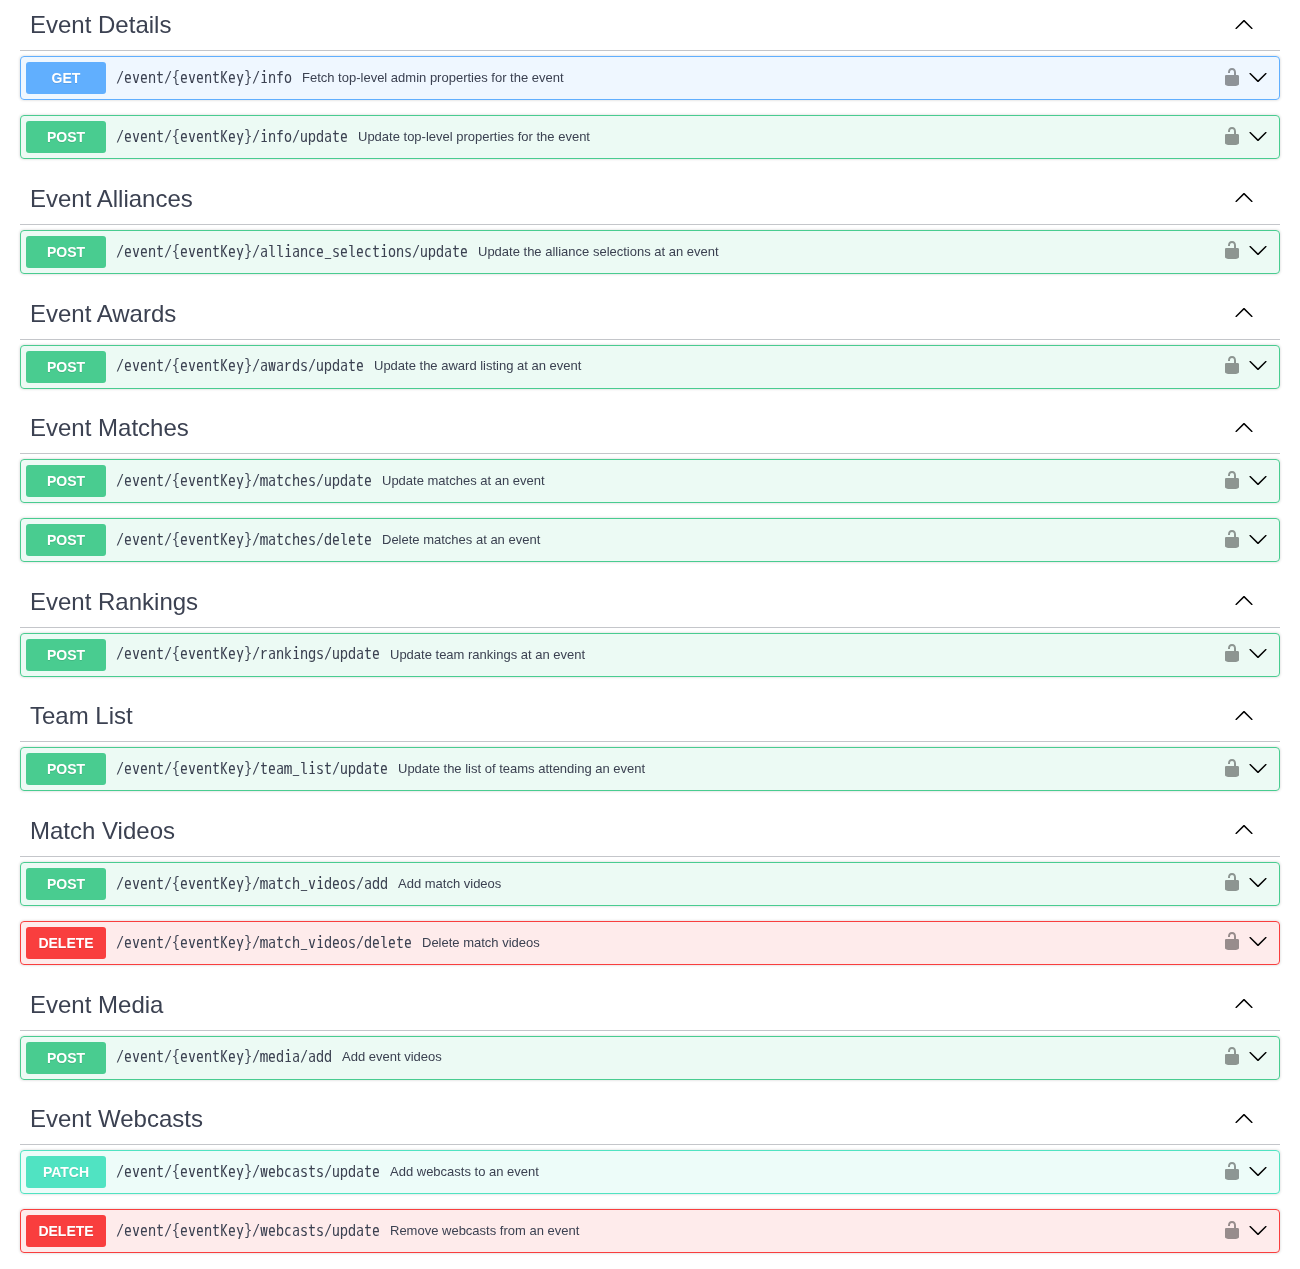 Event Details
GET /event/{eventKey}/info Fetch top-level admin properties for the event
POST /event/{eventKey}/info/update Update top-level properties for the event
Event Alliances
POST /event/{eventKey}/alliance_selections/update Update the alliance selections at an event
Event Awards
POST /event/{eventKey}/awards/update Update the award listing at an event
Event Matches
POST /event/{eventKey}/matches/update Update matches at an event
POST /event/{eventKey}/matches/delete Delete matches at an event
Event Rankings
POST /event/{eventKey}/rankings/update Update team rankings at an event
Team List
POST /event/{eventKey}/team_list/update Update the list of teams attending an event
Match Videos
POST /event/{eventKey}/match_videos/add Add match videos
DELETE /event/{eventKey}/match_videos/delete Delete match videos
Event Media
POST /event/{eventKey}/media/add Add event videos
Event Webcasts
PATCH /event/{eventKey}/webcasts/update Add webcasts to an event
DELETE /event/{eventKey}/webcasts/update Remove webcasts from an event